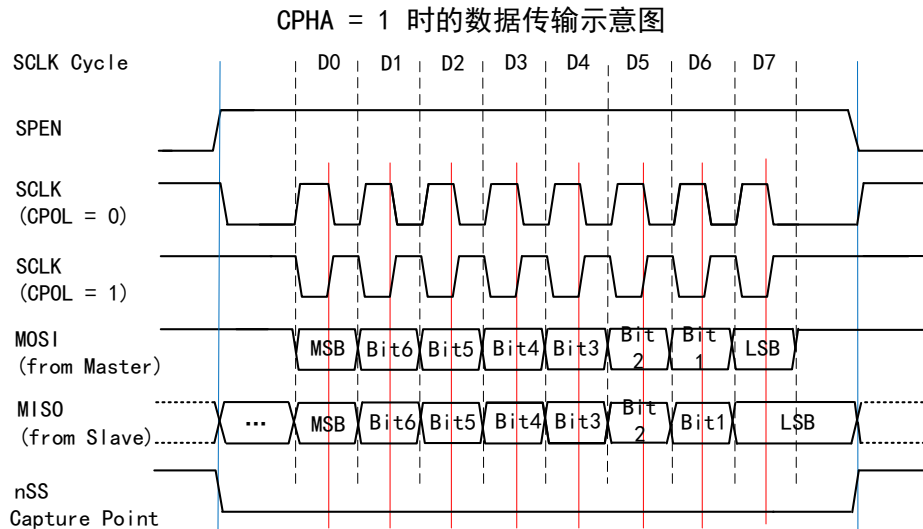 CPHA = 1 时的数据传输示意图
SCLK Cycle D0 D1 D2 D3 D4 D5 D6 D7
SPEN
SCLK
(CPOL = 0)
SCLK
(CPOL = 1)
MOSI
(from Master)
MSB Bit6 Bit5 Bit4 Bit3 Bit
2 Bit
1 LSB
MISO
(from Slave)
... MSB Bit6 Bit5 Bit4 Bit3 Bit
2 Bit1 LSB
nSS
Capture Point